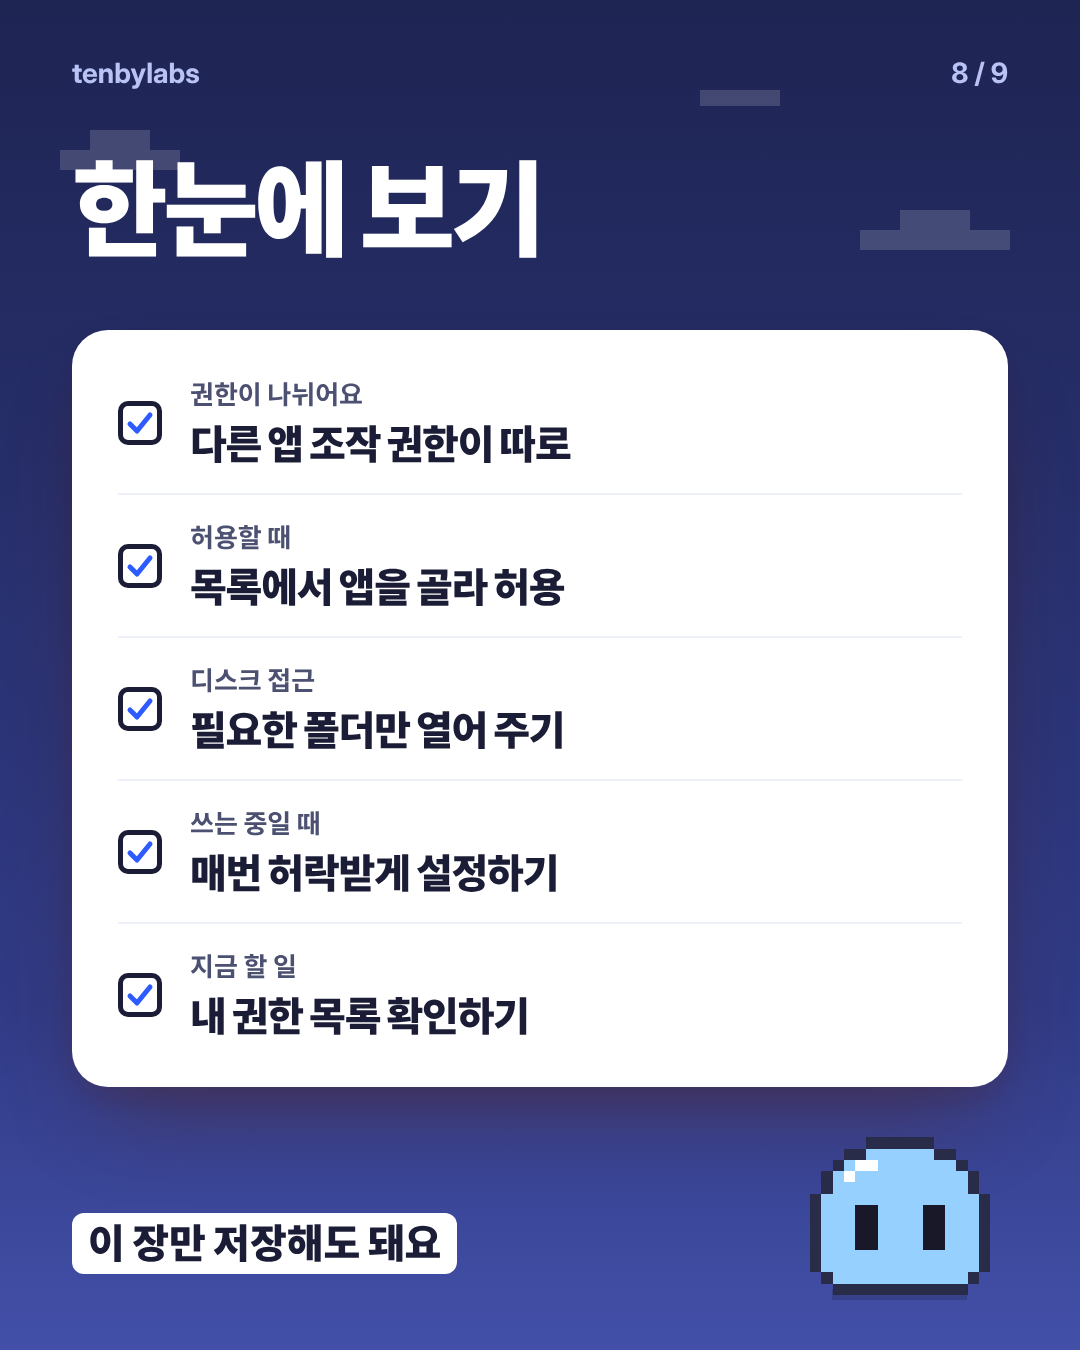 tenbylabs
8 / 9
한눈에 보기
권한이 나뉘어요
다른 앱 조작 권한이 따로
허용할 때
목록에서 앱을 골라 허용
디스크 접근
필요한 폴더만 열어 주기
쓰는 중일 때
매번 허락받게 설정하기
지금 할 일
내 권한 목록 확인하기
이 장만 저장해도 돼요